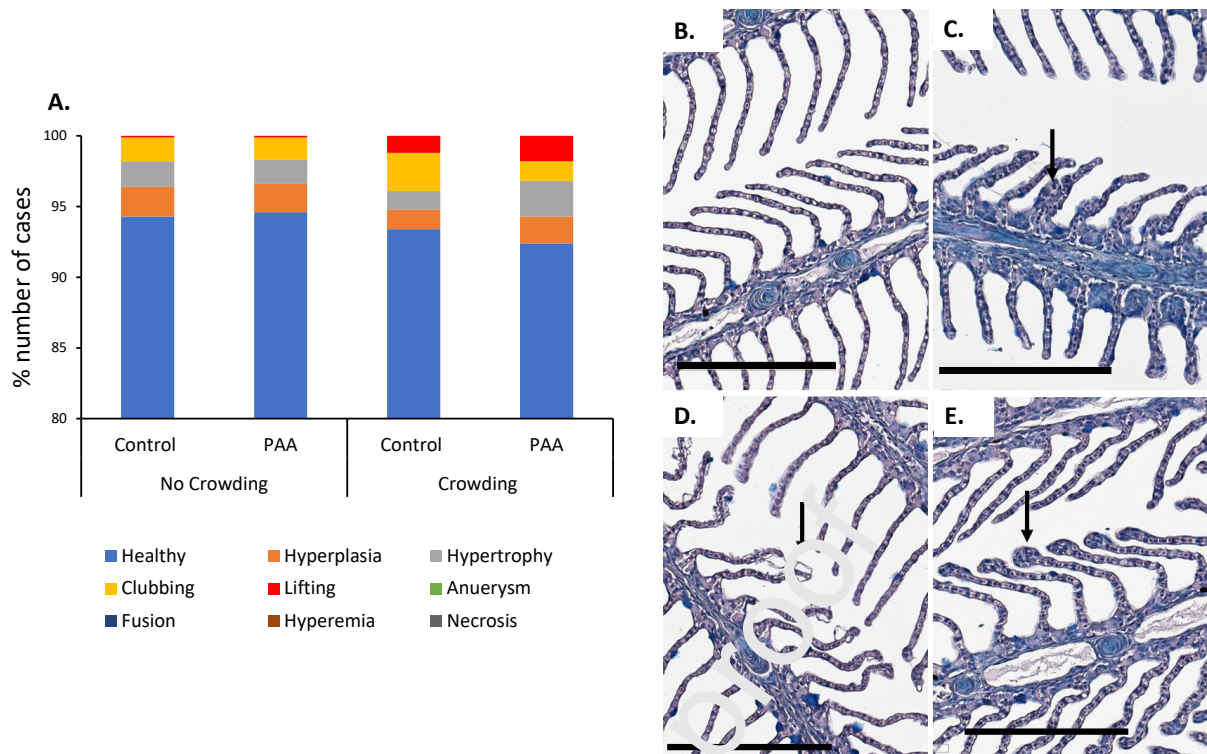 A.
% number of cases
100
95
90
85
80
Control PAA Control PAA
No Crowding Crowding
Healthy Hyperplasia Hypertrophy
Clubbing Lifting Anuerysm
Fusion Hyperemia Necrosis
B.
C.
D.
E.
proof